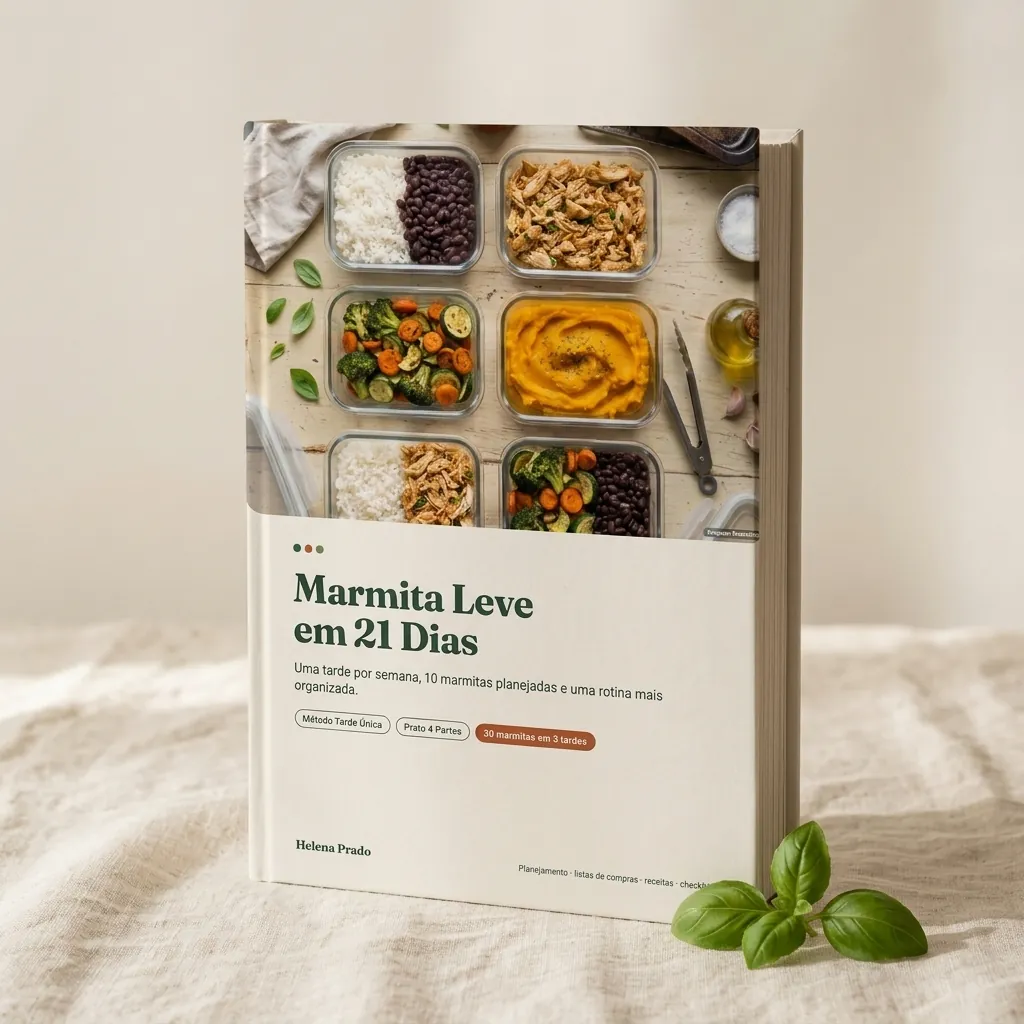 Marmita Leve
em 21 Dias
Uma tarde por semana, 10 marmitas planejadas e uma rotina mais
organizada.
Método Tarde Única
Prato 4 Partes
30 marmitas em 3 tardes
Helena Prado
Planejamento · listas de compras · receitas ·